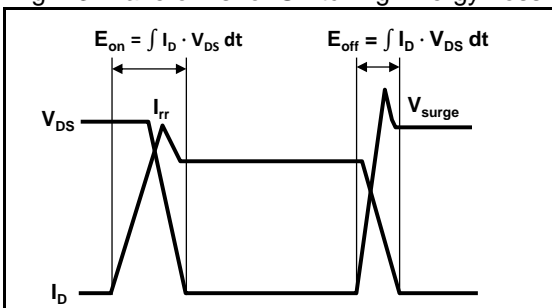 E_on = ∫ I_D · V_DS dt
E_off = ∫ I_D · V_DS dt
I_rr
V_surge
V_DS
I_D